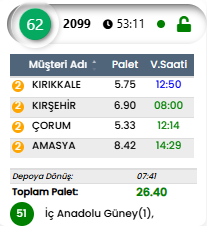 62 2099 53:11
Müşteri Adı Palet V.Saati
2 KIRIKKALE 5.75 12:50
2 KIRŞEHİR 6.90 08:00
2 ÇORUM 5.33 12:14
2 AMASYA 8.42 14:29
Depoya Dönüş: 07:41
Toplam Palet: 26.40
51 İç Anadolu Güney(1),